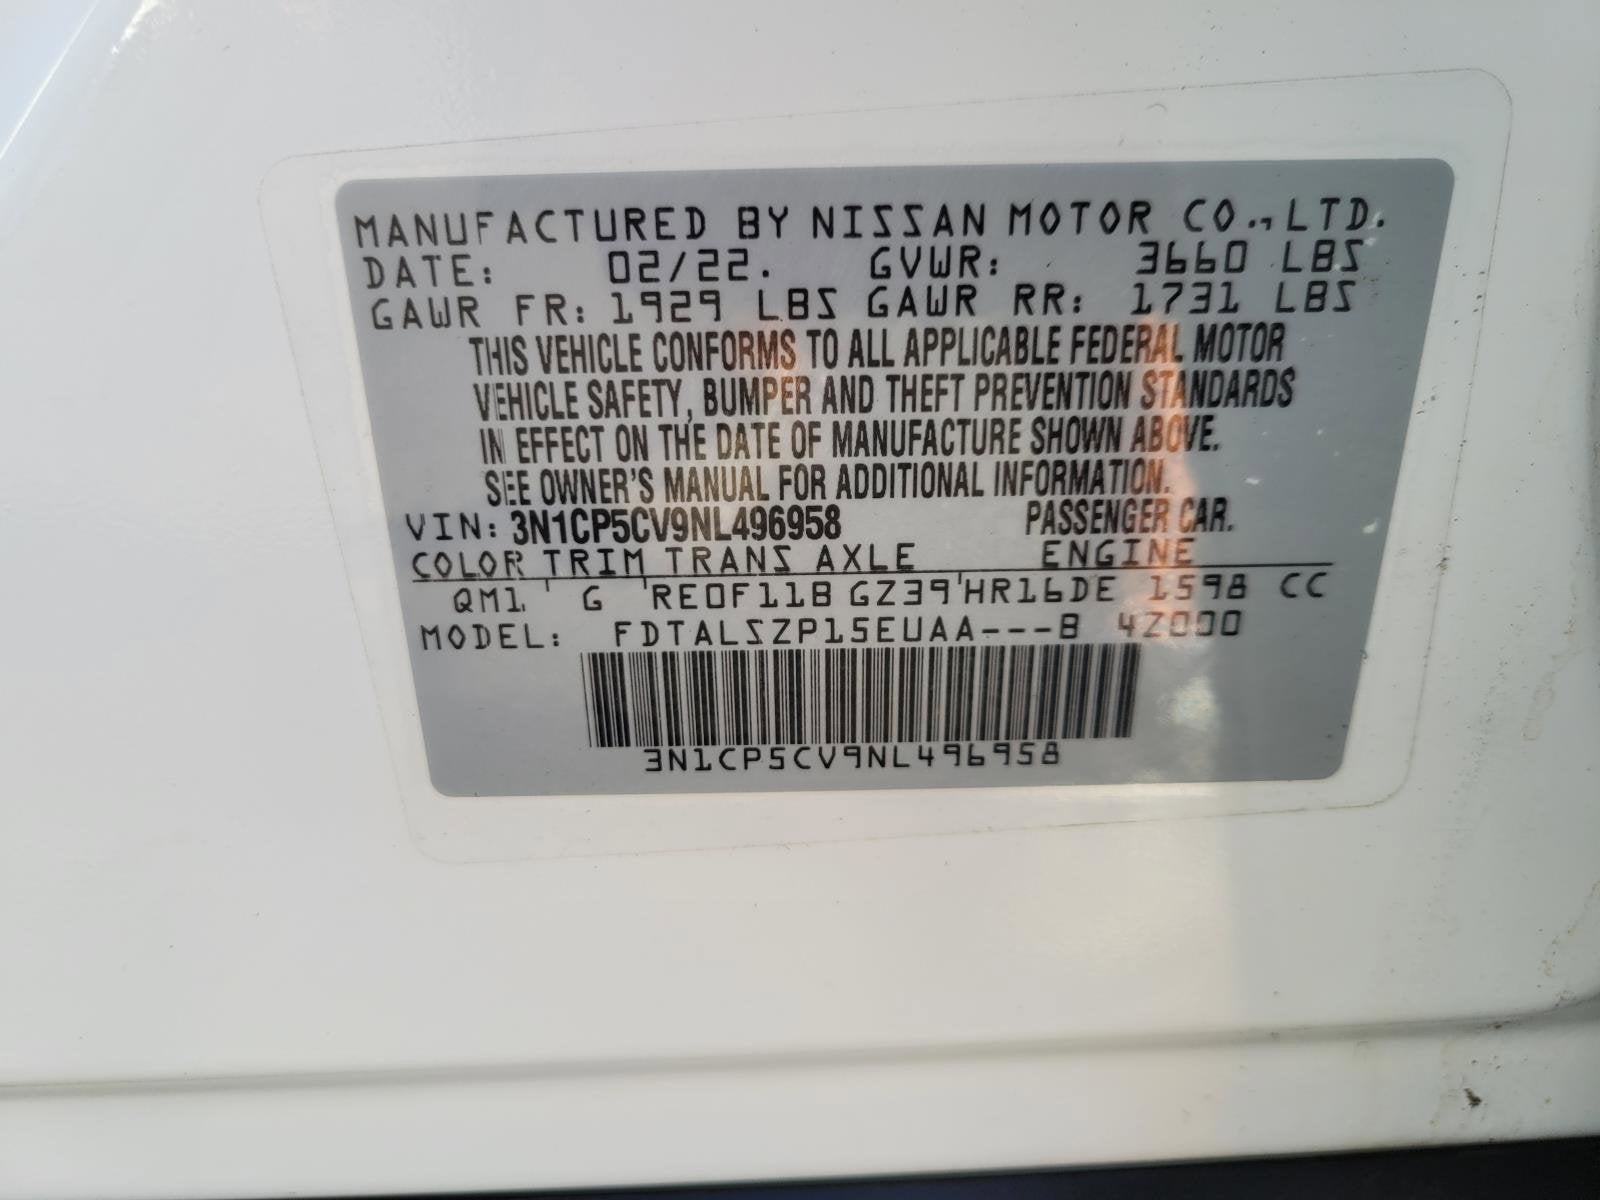 MANUFACTURED BY NISSAN MOTOR CO., LTD.
DATE: 02/22. GVWR: 3660 LBS
GAWR FR: 1929 LBS GAWR RR: 1731 LBS
THIS VEHICLE CONFORMS TO ALL APPLICABLE FEDERAL MOTOR
VEHICLE SAFETY, BUMPER AND THEFT PREVENTION STANDARDS
IN EFFECT ON THE DATE OF MANUFACTURE SHOWN ABOVE.
SEE OWNER'S MANUAL FOR ADDITIONAL INFORMATION.
VIN: 3N1CP5CV9NL496958 PASSENGER CAR.
COLOR TRIM TRANS AXLE ENGINE
QM1 ' G ' RE0F11B GZ39 ' HR16DE 1598 CC
MODEL: FDTALSZP15EUAA---B 4Z000
3N1CP5CV9NL496958